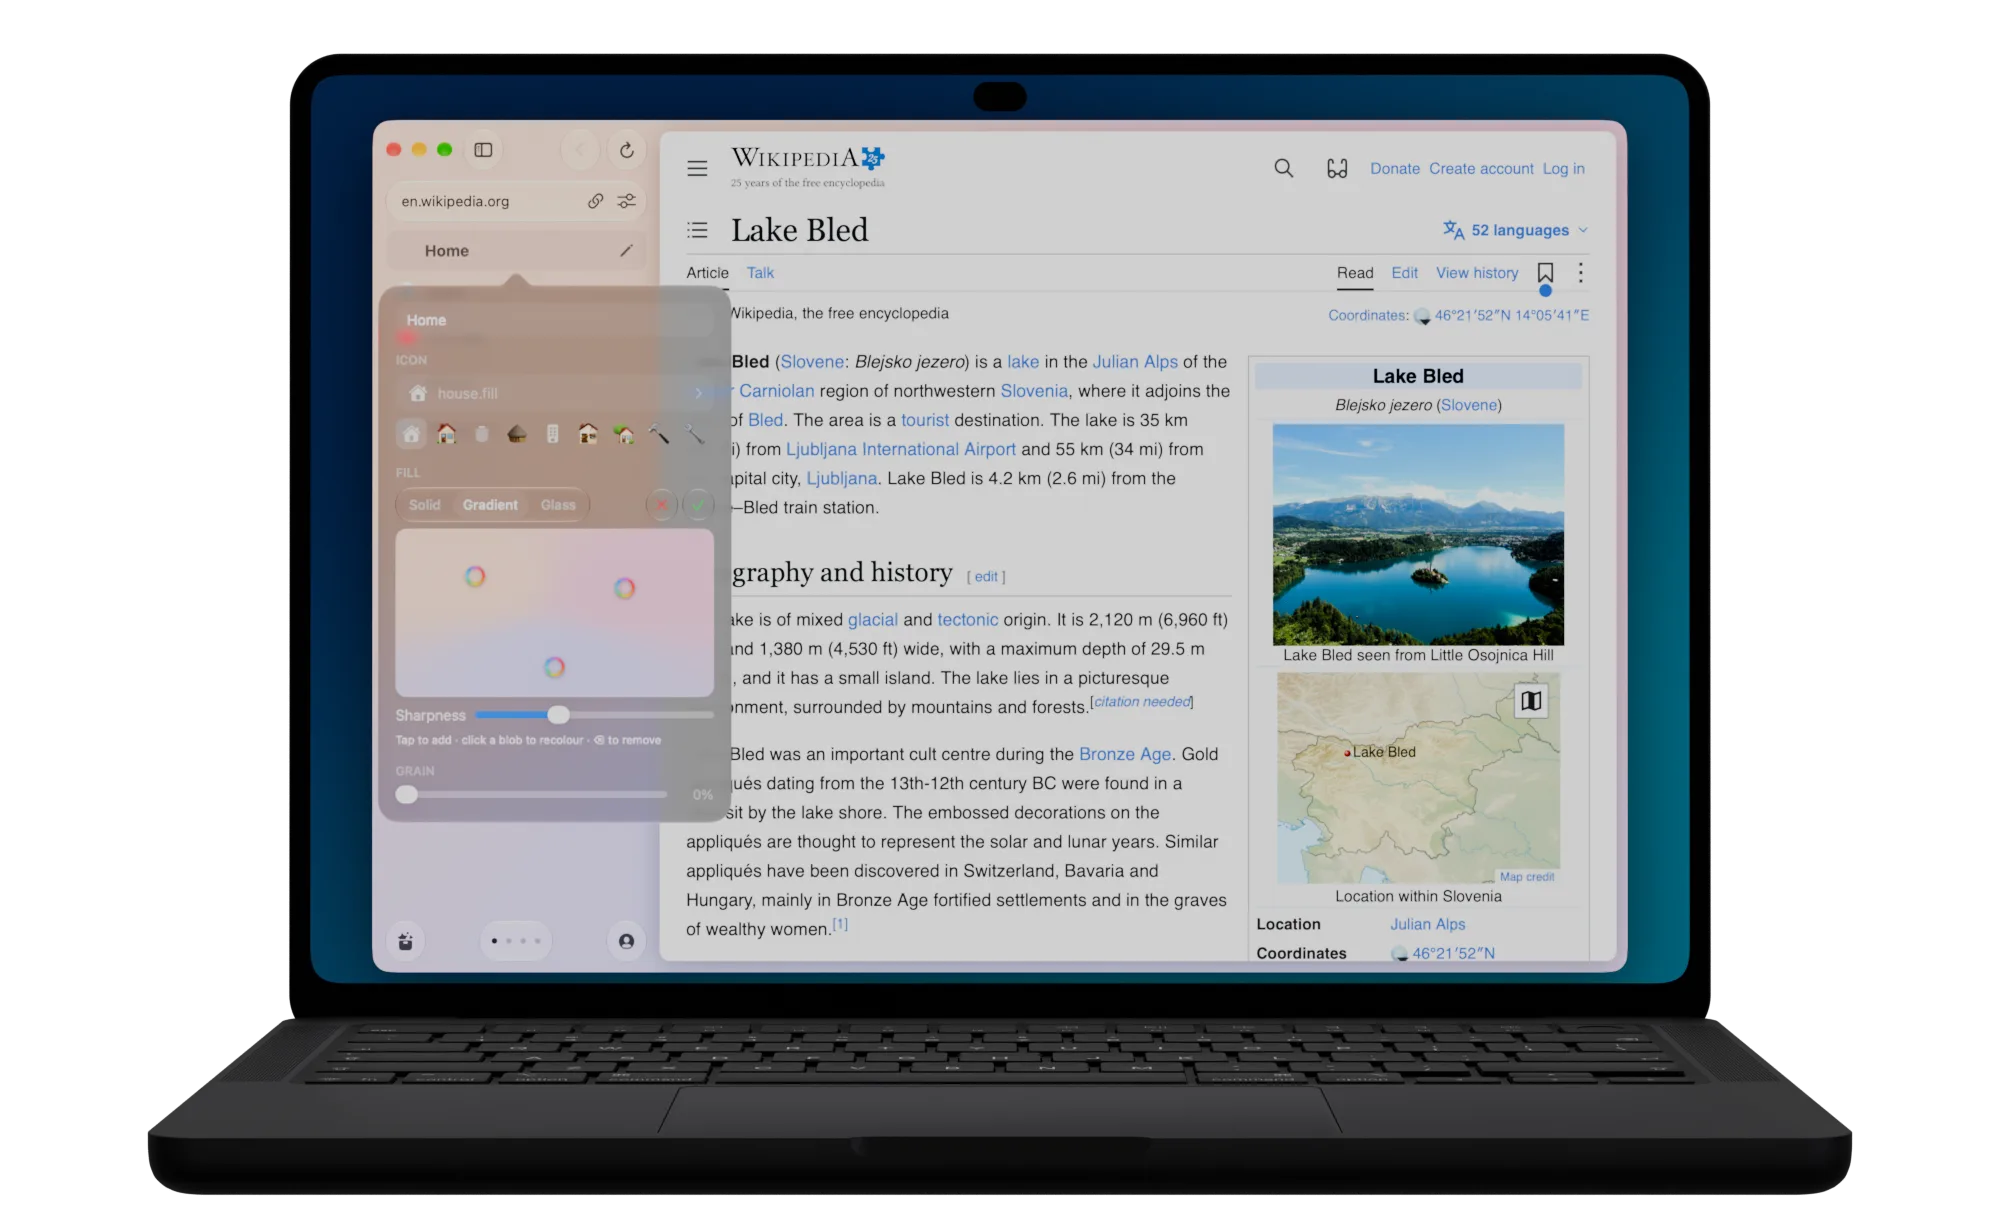 en.wikipedia.org
Home
Home
ICON
house.fill
FILL
Solid Gradient Glass
Sharpness
Tap to add · click a blob to recolour · ⌫ to remove
GRAIN
0%
WIKIPEDIA 25
25 years of the free encyclopedia
Donate Create account Log in
Lake Bled
52 languages
Article Talk
Read Edit View history
Wikipedia, the free encyclopedia
Coordinates: 46°21′52″N 14°05′41″E
Bled (Slovene: Blejsko jezero) is a lake in the Julian Alps of the
Carniolan region of northwestern Slovenia, where it adjoins the
of Bled. The area is a tourist destination. The lake is 35 km
i) from Ljubljana International Airport and 55 km (34 mi) from
apital city, Ljubljana. Lake Bled is 4.2 km (2.6 mi) from the
–Bled train station.
graphy and history [ edit ]
ake is of mixed glacial and tectonic origin. It is 2,120 m (6,960 ft)
and 1,380 m (4,530 ft) wide, with a maximum depth of 29.5 m
, and it has a small island. The lake lies in a picturesque
onment, surrounded by mountains and forests.[citation needed]
Bled was an important cult centre during the Bronze Age. Gold
qués dating from the 13th-12th century BC were found in a
sit by the lake shore. The embossed decorations on the
appliqués are thought to represent the solar and lunar years. Similar
appliqués have been discovered in Switzerland, Bavaria and
Hungary, mainly in Bronze Age fortified settlements and in the graves
of wealthy women.[1]
Lake Bled
Blejsko jezero (Slovene)
Lake Bled seen from Little Osojnica Hill
Lake Bled
Map credit
Location within Slovenia
Location Julian Alps
Coordinates 46°21′52″N
control option command
command option